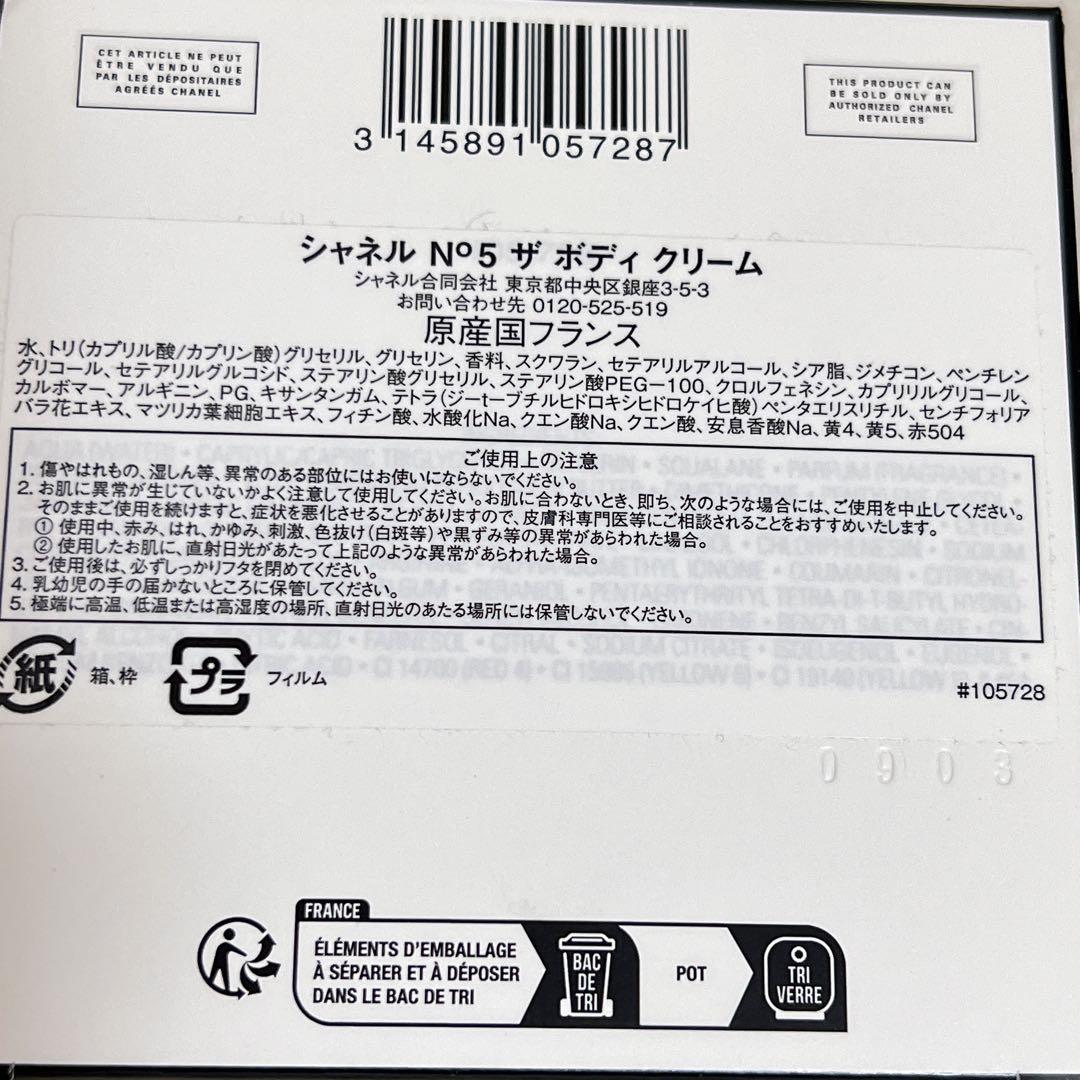 CET ARTICLE NE PEUT
ÊTRE VENDU QUE
PAR LES DÉPOSITAIRES
AGRÉÉS CHANEL
3 145891 057287
THIS PRODUCT CAN
BE SOLD ONLY BY
AUTHORIZED CHANEL
RETAILERS
シャネル Nº5 ザ ボディ クリーム
シャネル合同会社 東京都中央区銀座3-5-3
お問い合わせ先 0120-525-519
原産国フランス
水、トリ(カプリル酸/カプリン酸)グリセリル、グリセリン、香料、スクワラン、セテアリルアルコール、シア脂、ジメチコン、ペンチレン
グリコール、セテアリルグルコシド、ステアリン酸グリセリル、ステアリン酸PEG-100、クロルフェネシン、カプリリルグリコール、
カルボマー、アルギニン、PG、キサンタンガム、テトラ(ジ-t-ブチルヒドロキシヒドロケイヒ酸)ペンタエリスリチル、センチフォリア
バラ花エキス、マツリカ葉細胞エキス、フィチン酸、水酸化Na、クエン酸Na、クエン酸、安息香酸Na、黄4、黄5、赤504
ご使用上の注意
1. 傷やはれもの、湿しん等、異常のある部位にはお使いにならないでください。
2. お肌に異常が生じていないかよく注意して使用してください。お肌に合わないとき、即ち、次のような場合には、ご使用を中止してください。
そのままご使用を続けますと、症状を悪化させることがありますので、皮膚科専門医等にご相談されることをおすすめいたします。
① 使用中、赤み、はれ、かゆみ、刺激、色抜け(白斑等)や黒ずみ等の異常があらわれた場合。
② 使用したお肌に、直射日光があたって上記のような異常があらわれた場合。
3. ご使用後は、必ずしっかりフタを閉めてください。
4. 乳幼児の手の届かないところに保管してください。
5. 極端に高温、低温または高湿度の場所、直射日光のあたる場所には保管しないでください。
紙 箱、枠 プラ フィルム
#105728
0903
FRANCE
ÉLÉMENTS D'EMBALLAGE
À SÉPARER ET À DÉPOSER
DANS LE BAC DE TRI
BAC
DE
TRI
POT
TRI
VERRE